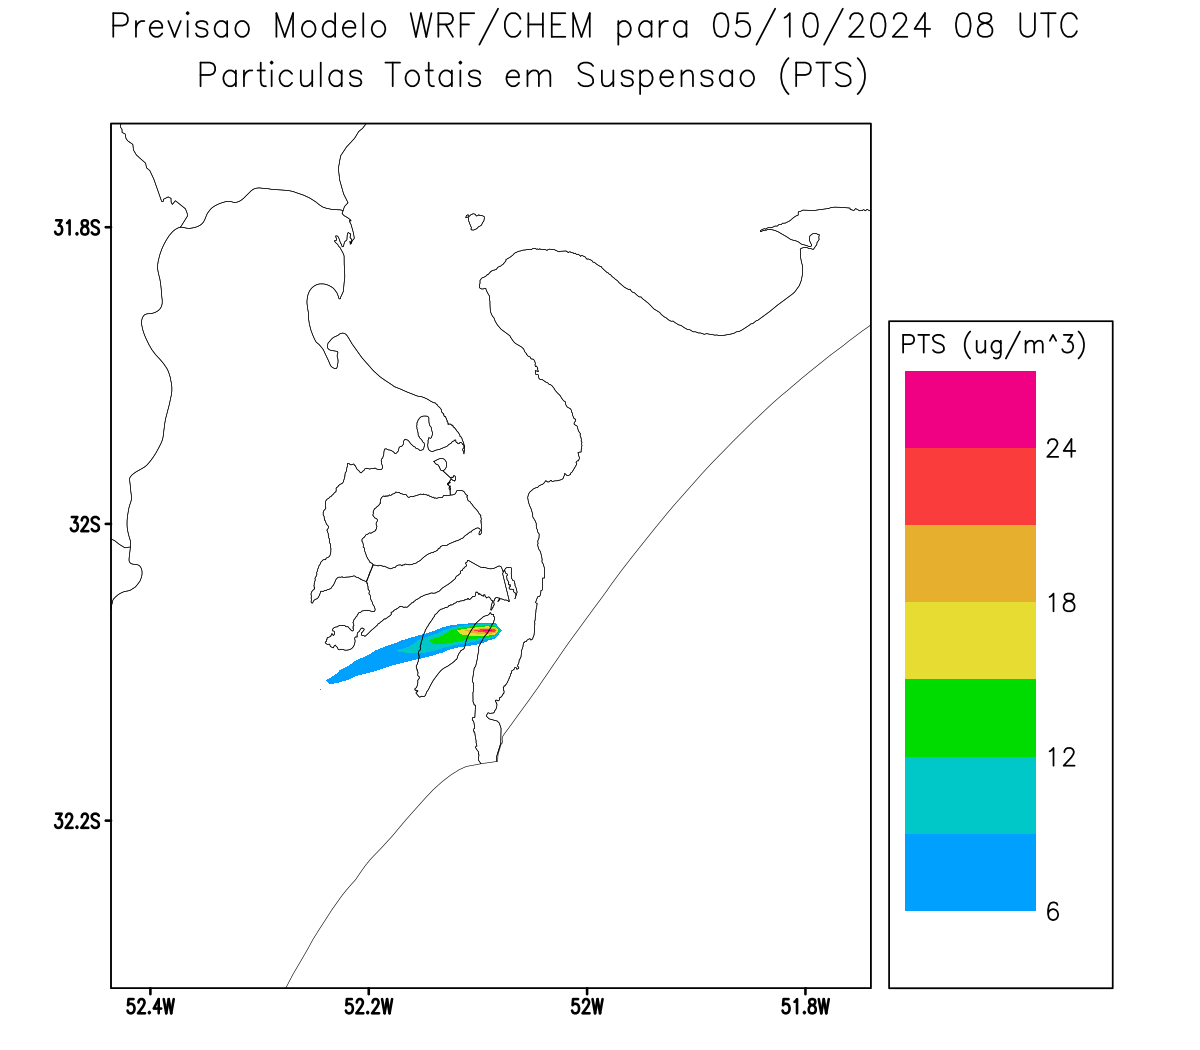 Previsao Modelo WRF/CHEM para 05/10/2024 08 UTC
Particulas Totais em Suspensao (PTS)
31.8S
32S
32.2S
52.4W
52.2W
52W
51.8W
PTS (ug/m^3)
24
18
12
6